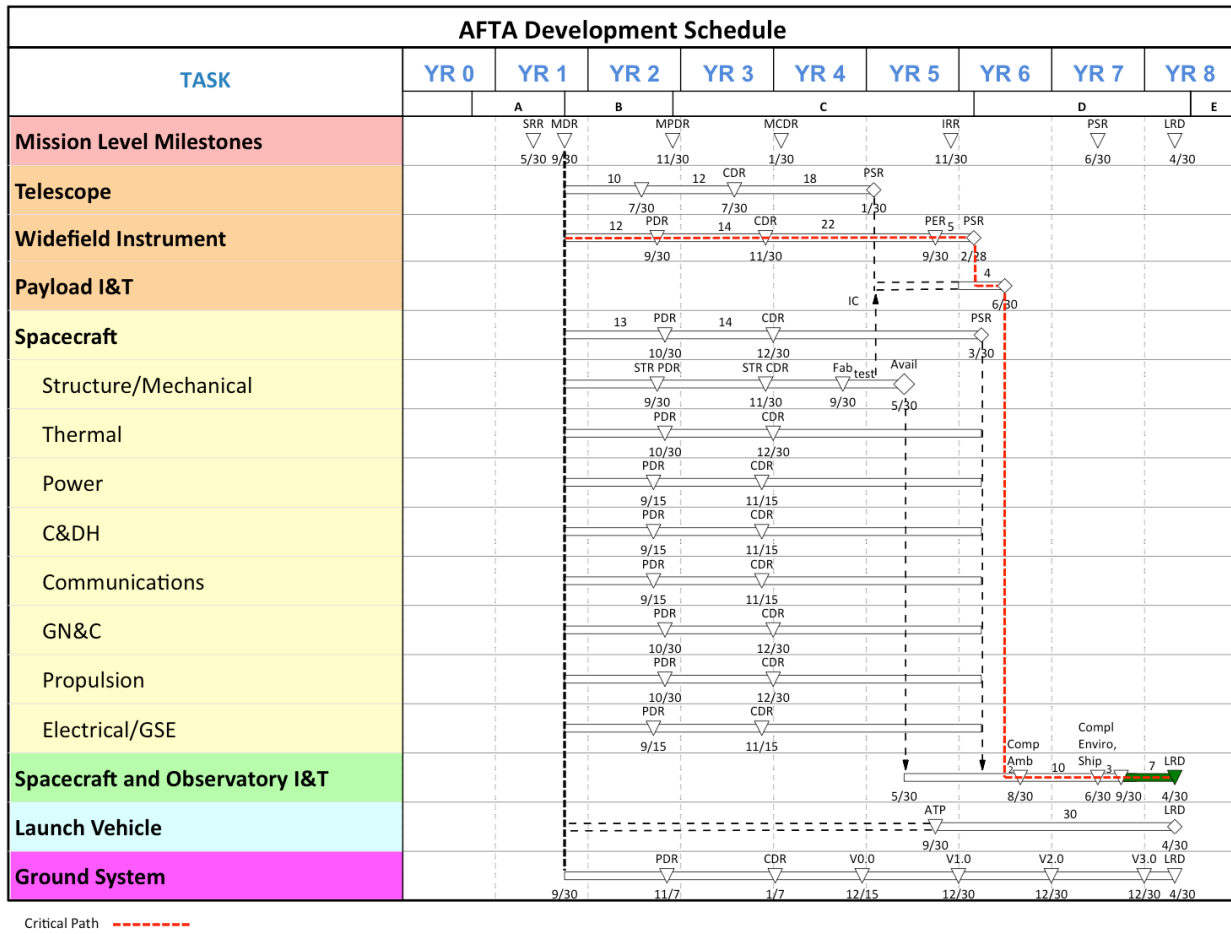 AFTA Development Schedule
TASK YR 0 YR 1 YR 2 YR 3 YR 4 YR 5 YR 6 YR 7 YR 8
A B C D E
SRR MDR MPDR MCDR IRR PSR LRD
Mission Level Milestones
5/30 9/30 11/30 1/30 11/30 6/30 4/30
10 12 CDR 18 PSR
Telescope
7/30 7/30 1/30
12 PDR 14 CDR 22 PER 5 PSR
Widefield Instrument
9/30 11/30 9/30 2/28
4
Payload I&T
IC 6/30
13 PDR 14 CDR PSR
Spacecraft
10/30 12/30 3/30
STR PDR STR CDR Fab test Avail
Structure/Mechanical
9/30 11/30 9/30 5/30
PDR CDR
Thermal
10/30 12/30
PDR CDR
Power
9/15 11/15
PDR CDR
C&DH
9/15 11/15
PDR CDR
Communications
9/15 11/15
PDR CDR
GN&C
10/30 12/30
PDR CDR
Propulsion
10/30 12/30
PDR CDR
Electrical/GSE
9/15 11/15
Compl
Comp Enviro,
Amb Ship LRD
2 10 3 7
Spacecraft and Observatory I&T
5/30 8/30 6/30 9/30 4/30
ATP 30 LRD
Launch Vehicle
9/30 4/30
PDR CDR V0.0 V1.0 V2.0 V3.0 LRD
Ground System
9/30 11/7 1/7 12/15 12/30 12/30 12/30 4/30
Critical Path